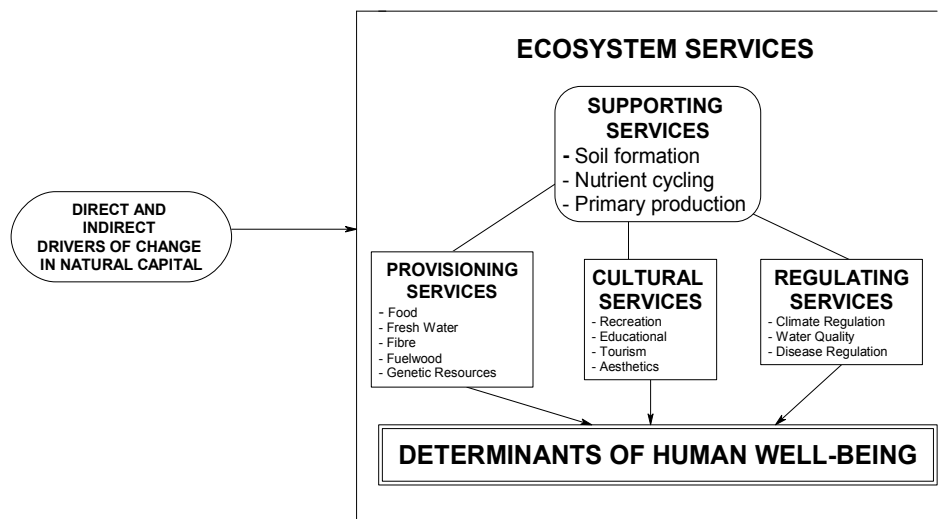 ECOSYSTEM SERVICES
SUPPORTING
SERVICES
- Soil formation
- Nutrient cycling
- Primary production
DIRECT AND
INDIRECT
DRIVERS OF CHANGE
IN NATURAL CAPITAL
PROVISIONING
SERVICES
- Food
- Fresh Water
- Fibre
- Fuelwood
- Genetic Resources
CULTURAL
SERVICES
- Recreation
- Educational
- Tourism
- Aesthetics
REGULATING
SERVICES
- Climate Regulation
- Water Quality
- Disease Regulation
DETERMINANTS OF HUMAN WELL-BEING